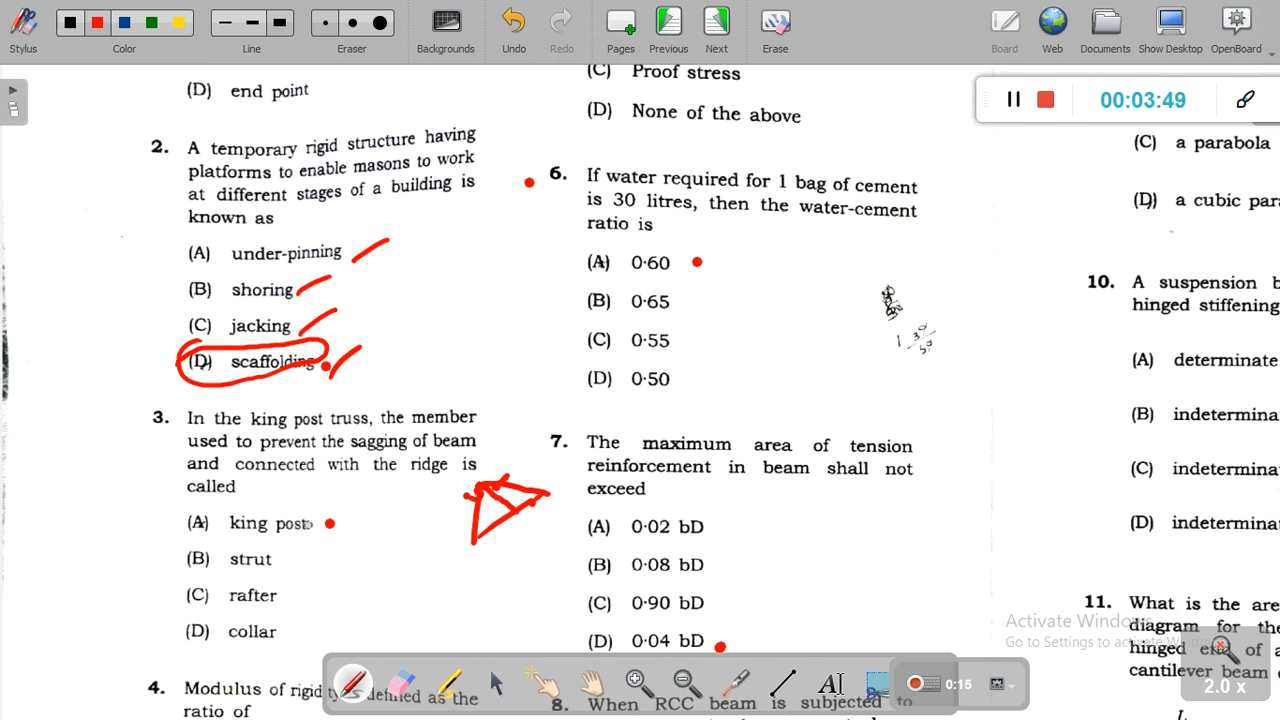 Stylus
Color
Line
Eraser
Backgrounds
Undo
Redo
Pages
Previous
Next
Erase
Board
Web
Documents
Show Desktop
OpenBoard
00:03:49
(D) end point
2. A temporary rigid structure having
platforms to enable masons to work
at different stages of a building is
known as
(A) under-pinning
(B) shoring
(C) jacking
(D) scaffolding
3. In the king post truss, the member
used to prevent the sagging of beam
and connected with the ridge is
called
(A) king post
(B) strut
(C) rafter
(D) collar
4. Modulus of rigidity is defined as the
ratio of
(C) Proof stress
(D) None of the above
6. If water required for 1 bag of cement
is 30 litres, then the water-cement
ratio is
(A) 0·60
(B) 0·65
(C) 0·55
(D) 0·50
7. The maximum area of tension
reinforcement in beam shall not
exceed
(A) 0·02 bD
(B) 0·08 bD
(C) 0·90 bD
(D) 0·04 bD
8. When RCC beam is subjected to
(C) a parabola
(D) a cubic par
10. A suspension b
hinged stiffening
(A) determinate
(B) indetermina
(C) indetermina
(D) indetermina
11. What is the are
diagram for the
hinged end of a
cantilever beam
Activate Windows
Go to Settings to activate Windows
0:15
2.0 x